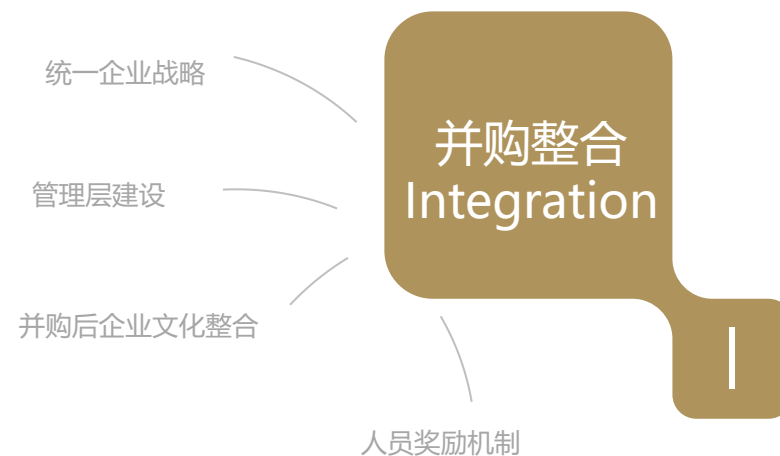 统一企业战略
并购整合
Integration
管理层建设
并购后企业文化整合
I
人员奖励机制